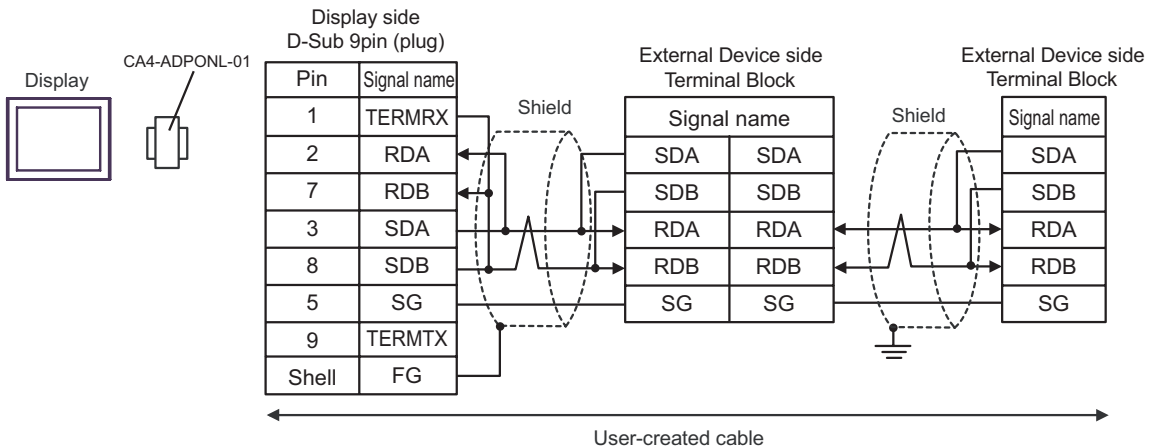 Display side
D-Sub 9pin (plug)
CA4-ADPONL-01
Display
Pin Signal name
1 TERMRX
2 RDA
7 RDB
3 SDA
8 SDB
5 SG
9 TERMTX
Shell FG
Shield
External Device side
Terminal Block
Signal name
SDA SDA
SDB SDB
RDA RDA
RDB RDB
SG SG
Shield
External Device side
Terminal Block
Signal name
SDA
SDB
RDA
RDB
SG
User-created cable